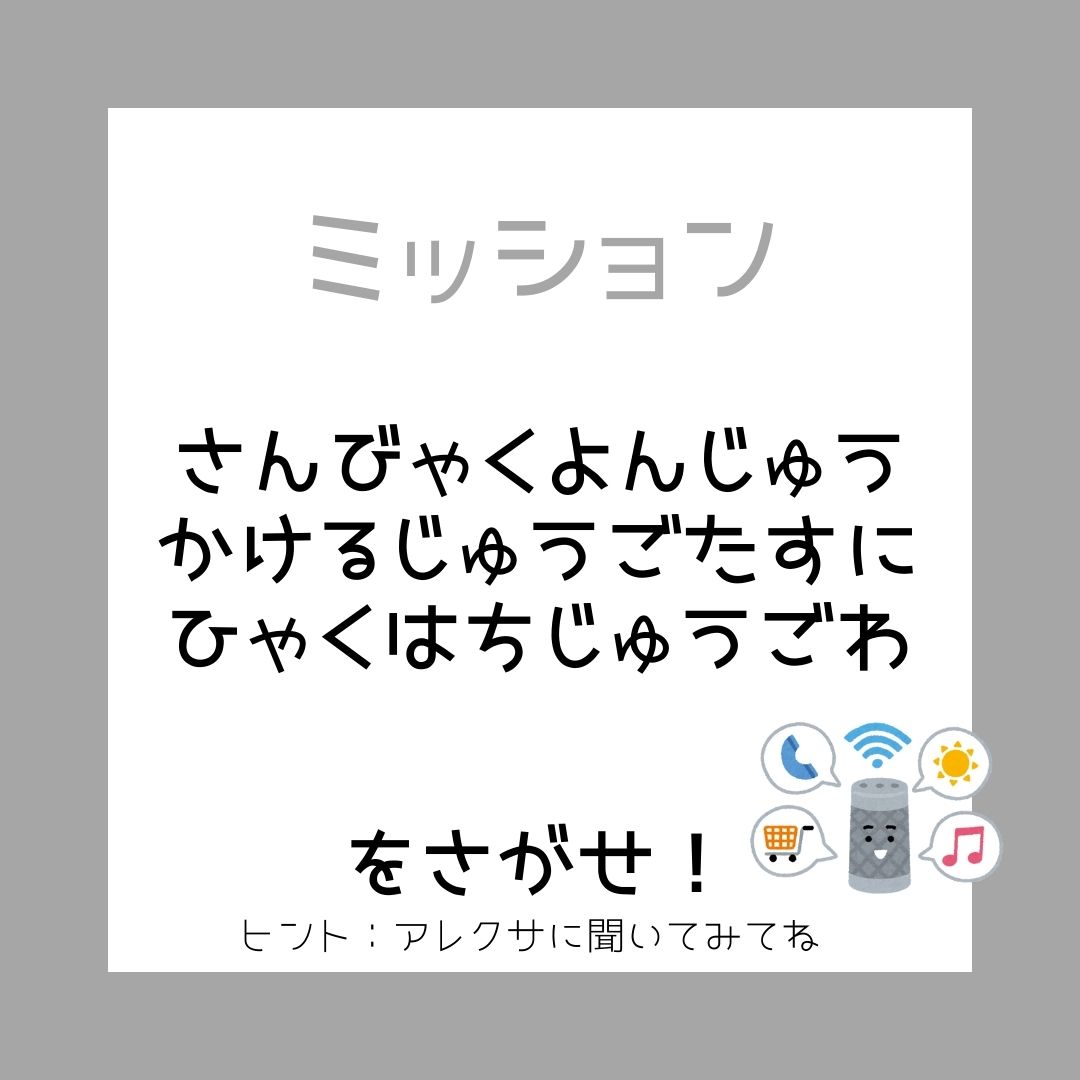 ミッション
さんびゃくよんじゅう
かけるじゅうごたすに
ひゃくはちじゅうごわ
をさがせ！
ヒント：アレクサに聞いてみてね